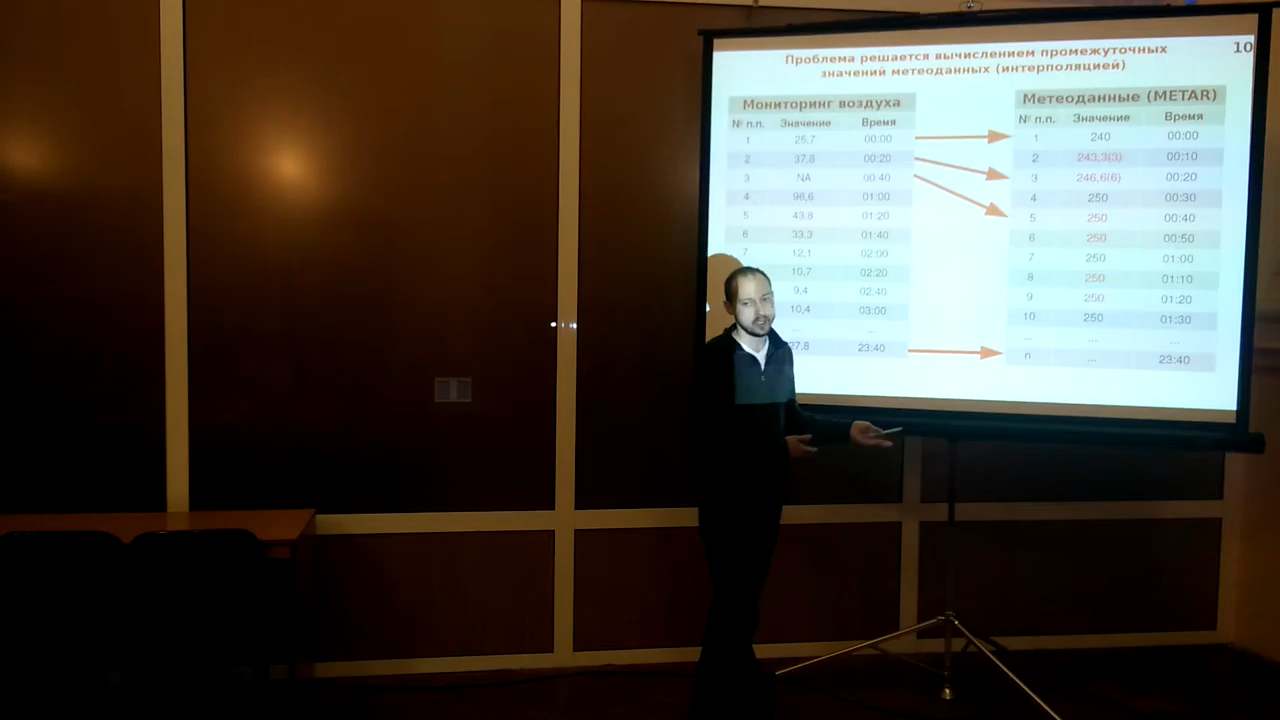 Проблема решается вычислением промежуточных
значений метеоданных (интерполяцией)
10
Мониторинг воздуха
№ п.п. Значение Время
1 25,7 00:00
2 37,8 00:20
3 NA 00:40
4 96,6 01:00
5 43,8 01:20
6 33,3 01:40
7 12,1 02:00
10,7 02:20
9,4 02:40
10,4 03:00
... ...
27,8 23:40
Метеоданные (METAR)
№ п.п. Значение Время
1 240 00:00
2 243,3(3) 00:10
3 246,6(6) 00:20
4 250 00:30
5 250 00:40
6 250 00:50
7 250 01:00
8 250 01:10
9 250 01:20
10 250 01:30
... ... ...
n ... 23:40